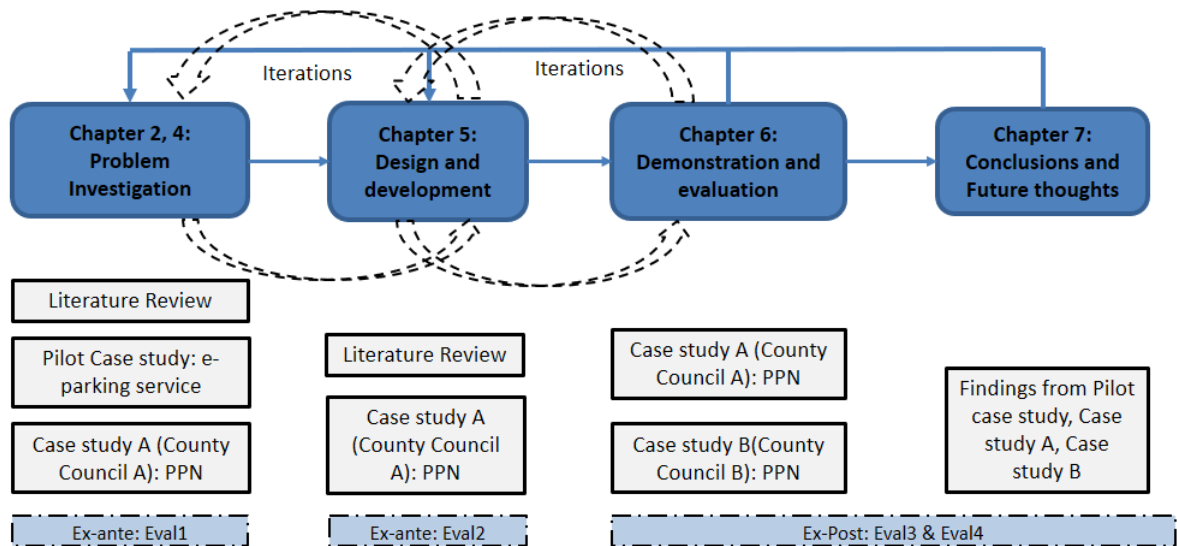 Iterations
Iterations
Chapter 2, 4:
Problem
Investigation
Chapter 5:
Design and
development
Chapter 6:
Demonstration and
evaluation
Chapter 7:
Conclusions and
Future thoughts
Literature Review
Pilot Case study: e-
parking service
Case study A (County
Council A): PPN
Literature Review
Case study A
(County Council
A): PPN
Case study A (County
Council A): PPN
Case study B(County
Council B): PPN
Findings from Pilot
case study, Case
study A, Case
study B
Ex-ante: Eval1
Ex-ante: Eval2
Ex-Post: Eval3 & Eval4